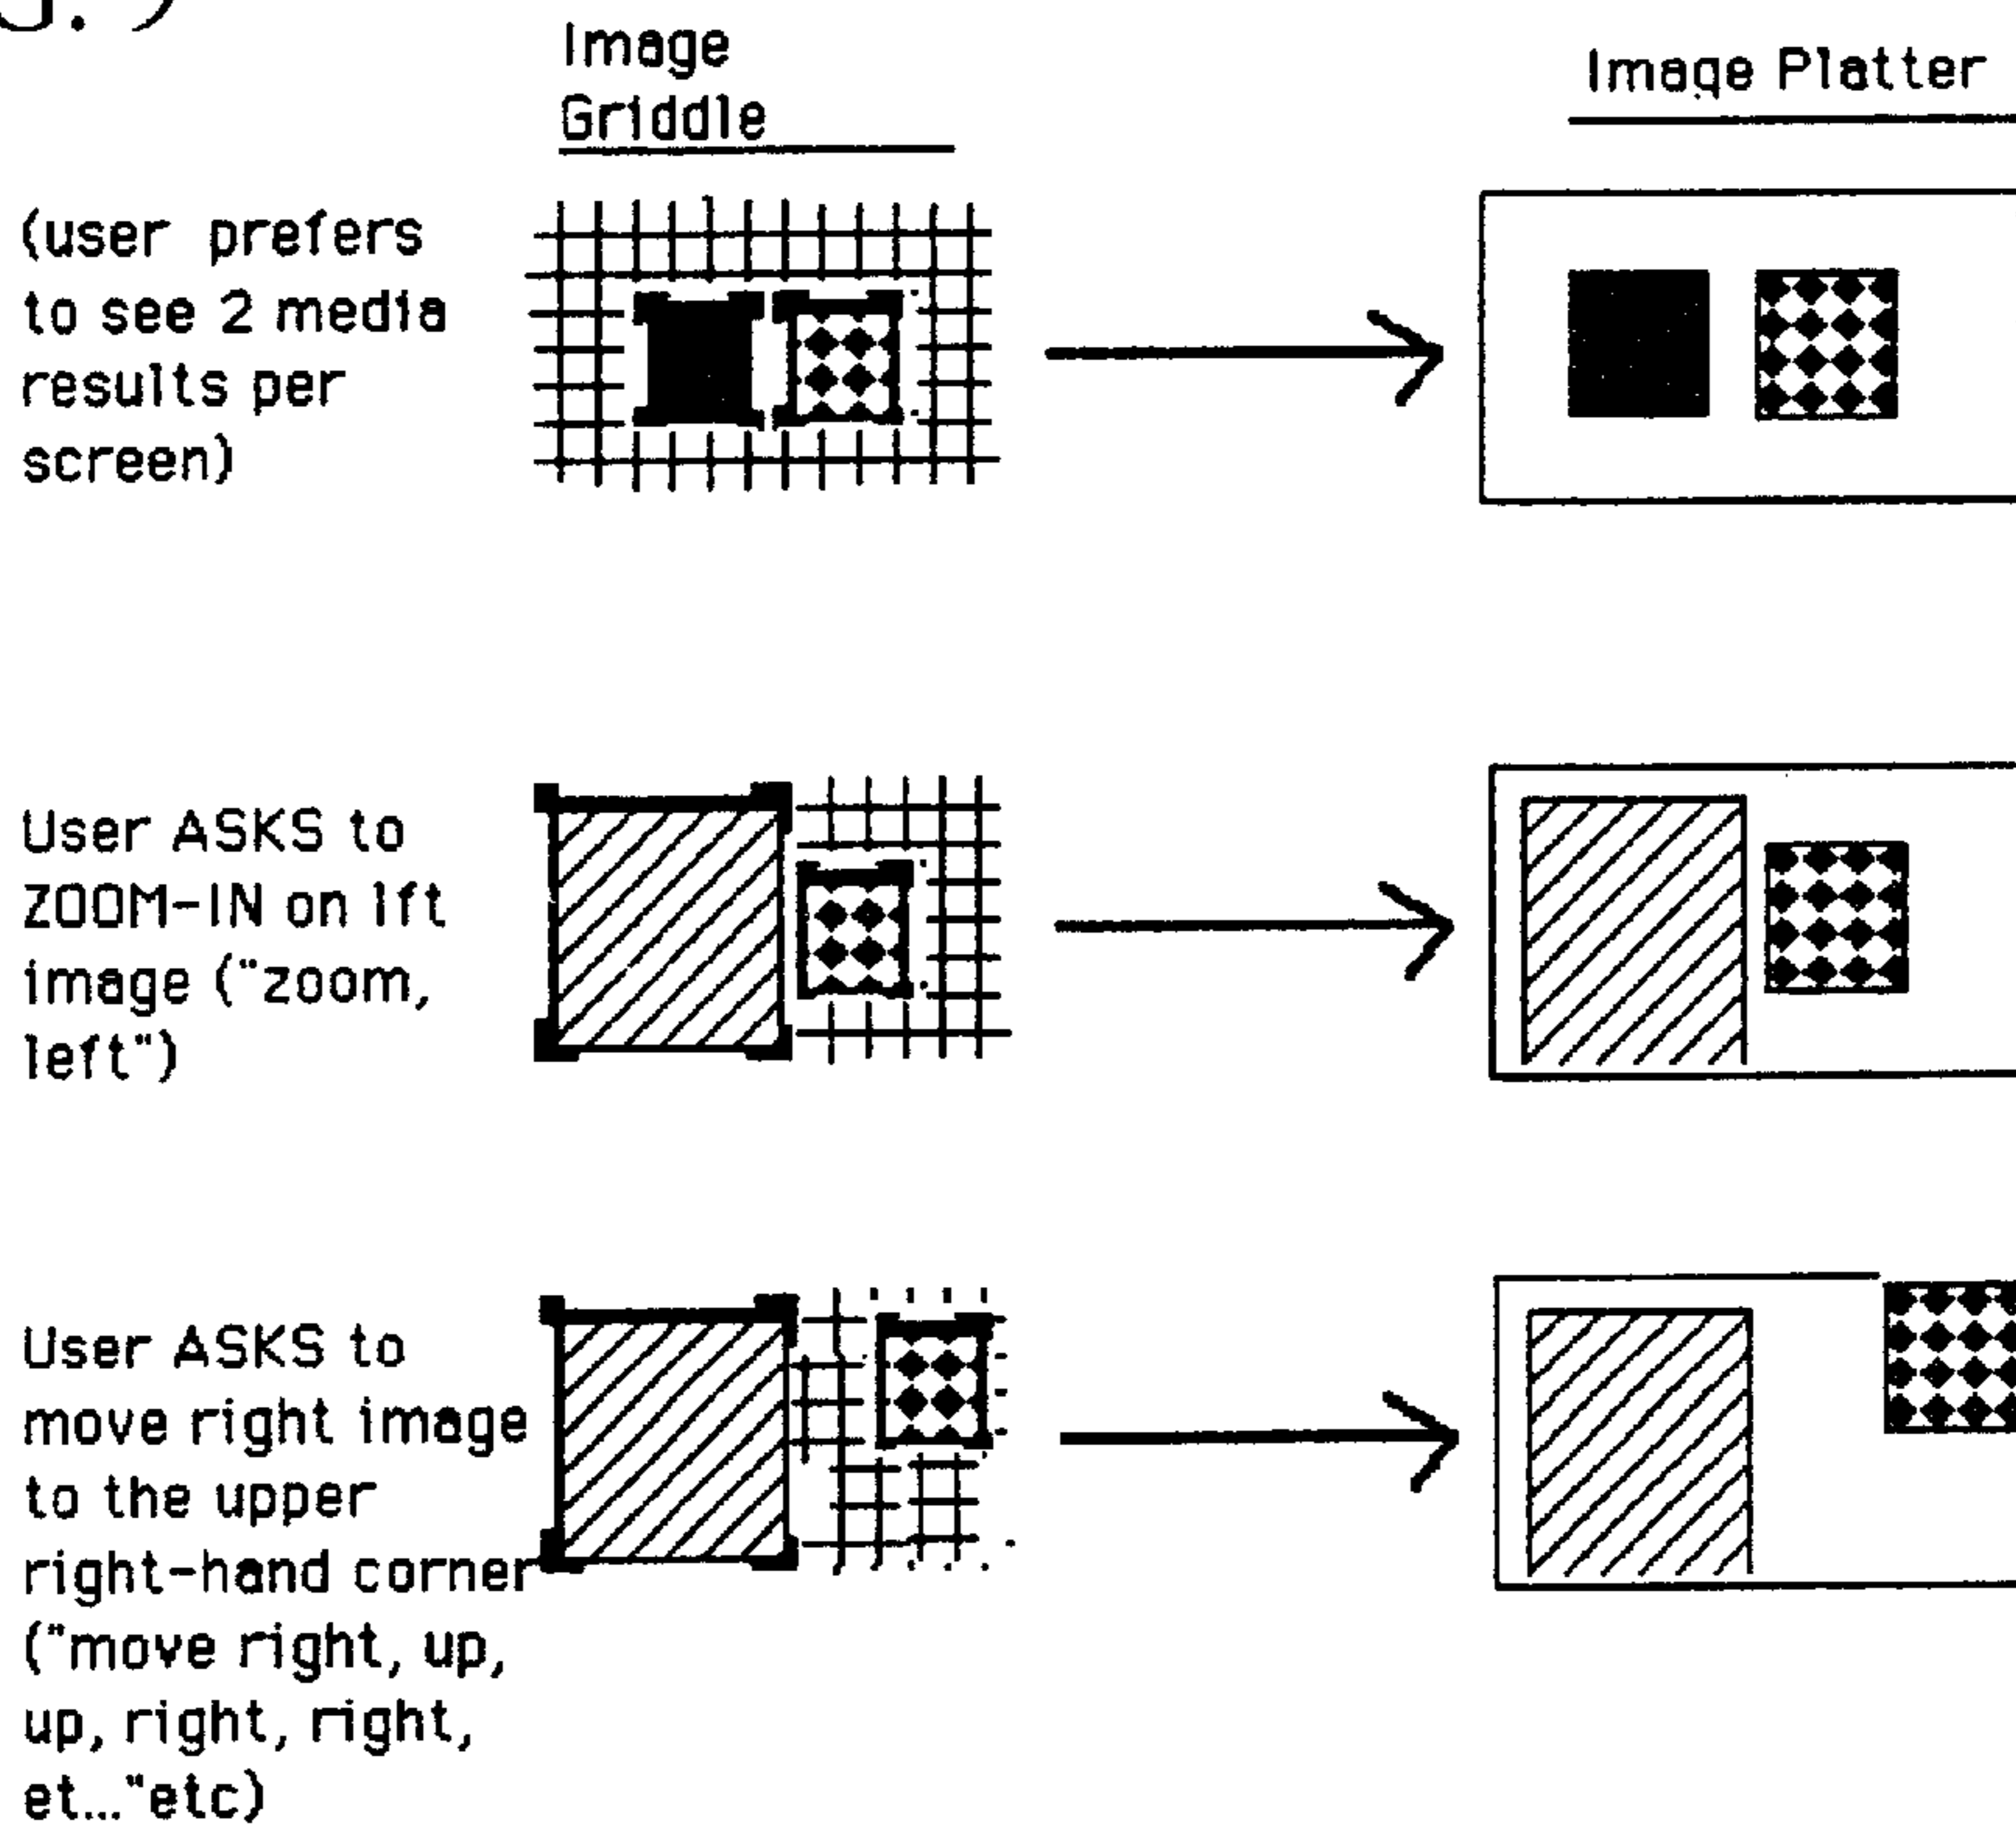 Image
Griddle
Image Platter
(user prefers
to see 2 media
results per
screen)
User ASKS to
ZOOM-IN on lft
image ("zoom,
left")
User ASKS to
move right image
to the upper
right-hand corner
("move right, up,
up, right, right,
et..."etc)